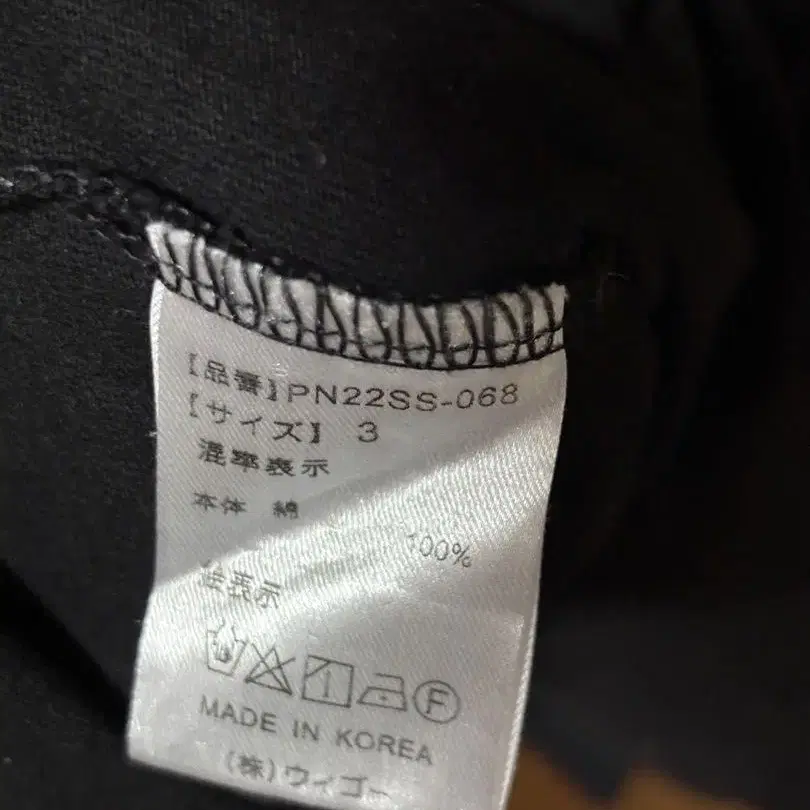 【品番】PN22SS-068
【サイズ】 3
混率表示
本体 綿
100%
絵表示
F
MADE IN KOREA
(株)ウィゴー